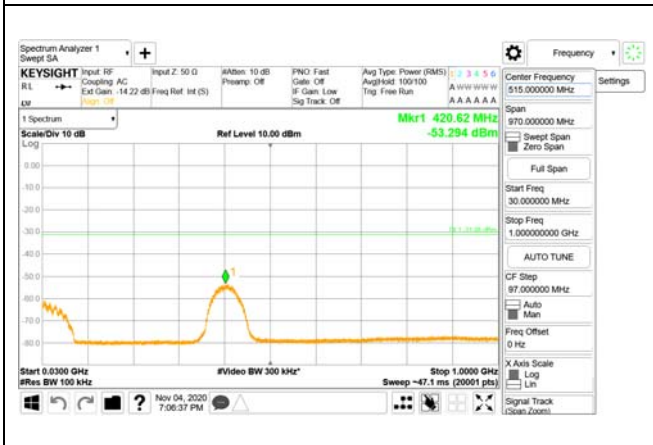 Spectrum Analyzer 1
Swept SA
+
Frequency
KEYSIGHT Input: RF Input Z: 50 Ω #Atten: 10 dB PNO: Fast Avg Type: Power (RMS) 1 2 3 4 5 6
RL Coupling: AC Preamp: Off Gate: Off Avg|Hold: 100/100 A W W W W W
Ext Gain: -14.22 dB Freq Ref: Int (S) IF Gain: Low Trig: Free Run
Align: Off Sig Track: Off A A A A A A
1 Spectrum
Mkr1 420.62 MHz
Scale/Div 10 dB Ref Level 10.00 dBm -53.294 dBm
Log
0.00
-10.0
-20.0
-30.0
-40.0
-50.0
-60.0
-70.0
-80.0
1
Start 0.0300 GHz #Video BW 300 kHz* Stop 1.0000 GHz
#Res BW 100 kHz Sweep ~47.1 ms (20001 pts)
Nov 04, 2020
7:06:37 PM
?
Center Frequency
515.000000 MHz
Settings
Span
970.000000 MHz
Swept Span
Zero Span
Full Span
Start Freq
30.000000 MHz
Stop Freq
1.000000000 GHz
AUTO TUNE
CF Step
97.000000 MHz
Auto
Man
Freq Offset
0 Hz
X Axis Scale
Log
Lin
Signal Track
(Span Zoom)